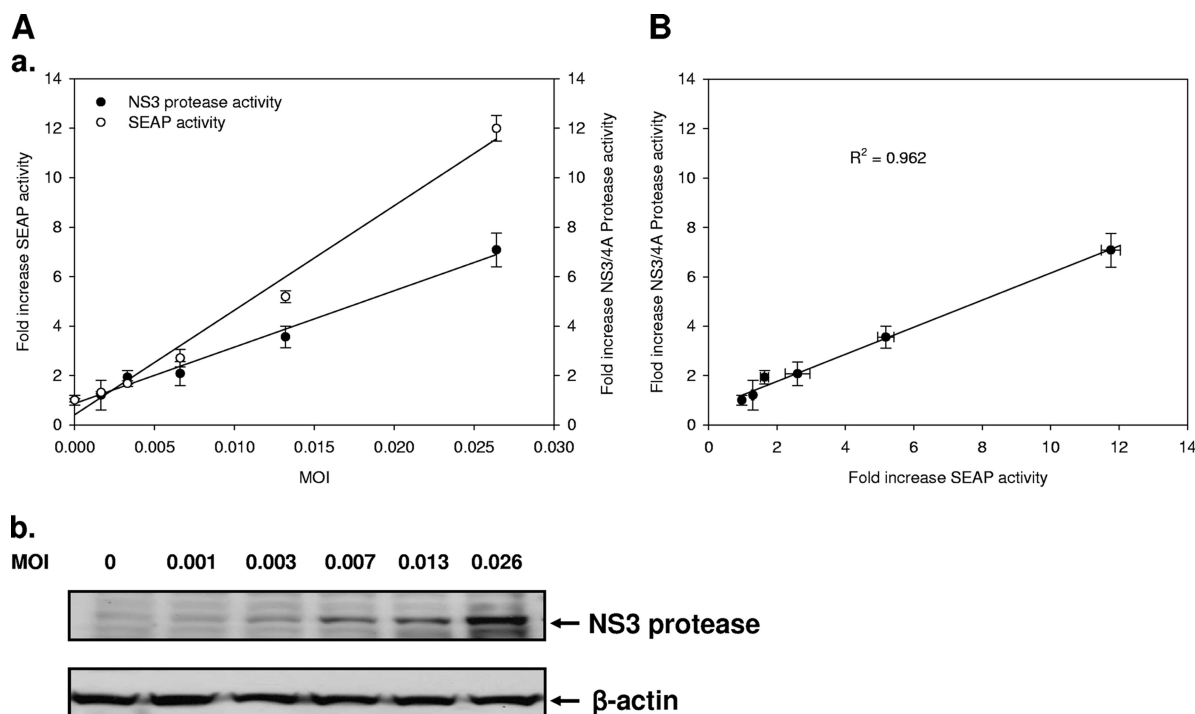 A
B
a.
14
12
10
8
6
4
2
0
Fold increase SEAP activity
NS3 protease activity
SEAP activity
14
12
10
8
6
4
2
0
Fold increase NS3/4A Protease activity
0.000 0.005 0.010 0.015 0.020 0.025 0.030
MOI
14
12
10
8
6
4
2
0
Flod increase NS3/4A Protease activity
R² = 0.962
0 2 4 6 8 10 12 14
Fold increase SEAP activity
b.
MOI 0 0.001 0.003 0.007 0.013 0.026
NS3 protease
β-actin